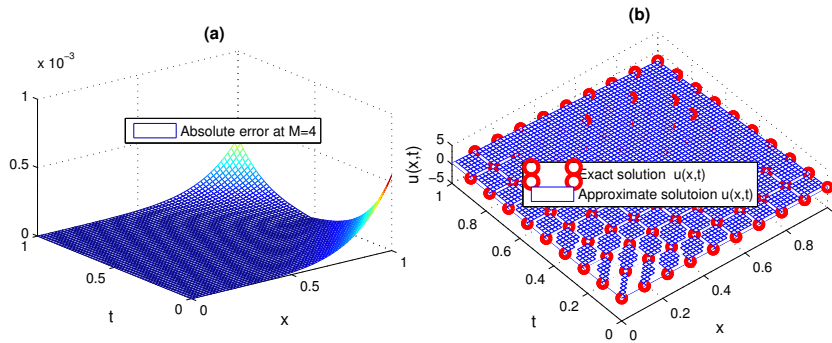 (a)
x 10⁻³
1
0.5
0
1
0.5
0
0
0.5
1
t
x
Absolute error at M=4
(b)
u(x,t)
5
0
−5
1
0.8
0.6
0.4
0.2
0
0
0.2
0.4
0.6
0.8
t
x
Exact solution u(x,t)
Approximate solutoion u(x,t)